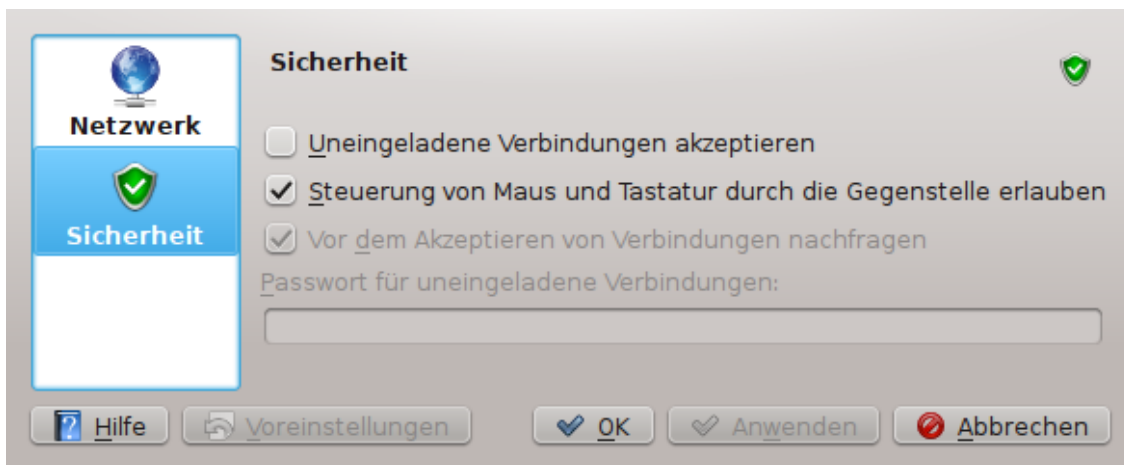 Netzwerk
Sicherheit
Sicherheit
Uneingeladene Verbindungen akzeptieren
Steuerung von Maus und Tastatur durch die Gegenstelle erlauben
Vor dem Akzeptieren von Verbindungen nachfragen
Passwort für uneingeladene Verbindungen:
Hilfe
Voreinstellungen
OK
Anwenden
Abbrechen